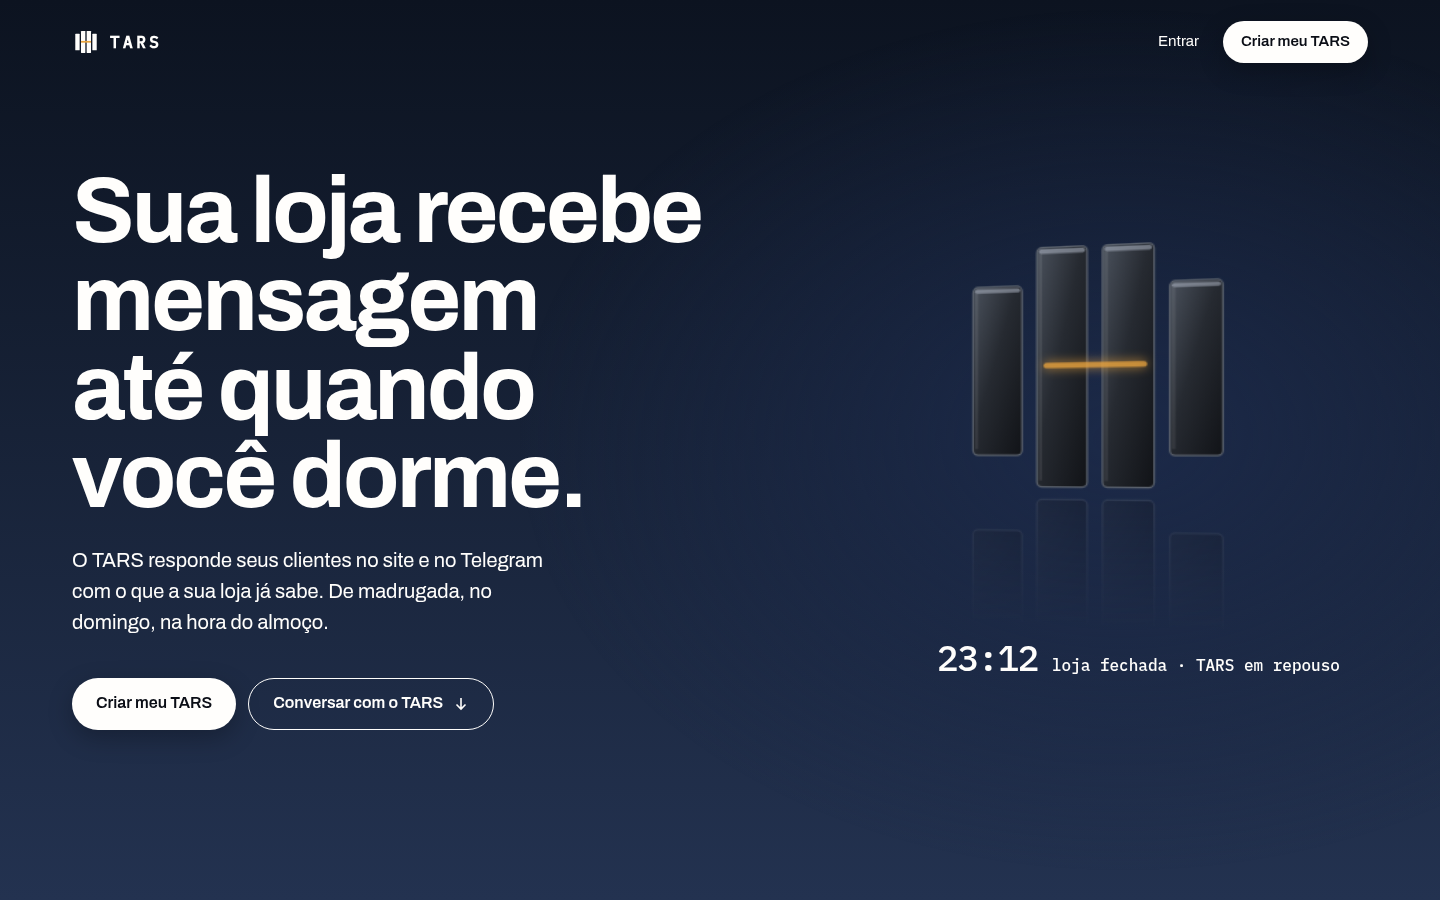 TARS
Entrar
Criar meu TARS
Sua loja recebe
mensagem
até quando
você dorme.
O TARS responde seus clientes no site e no Telegram
com o que a sua loja já sabe. De madrugada, no
domingo, na hora do almoço.
23:12 loja fechada · TARS em repouso
Criar meu TARS
Conversar com o TARS ↓